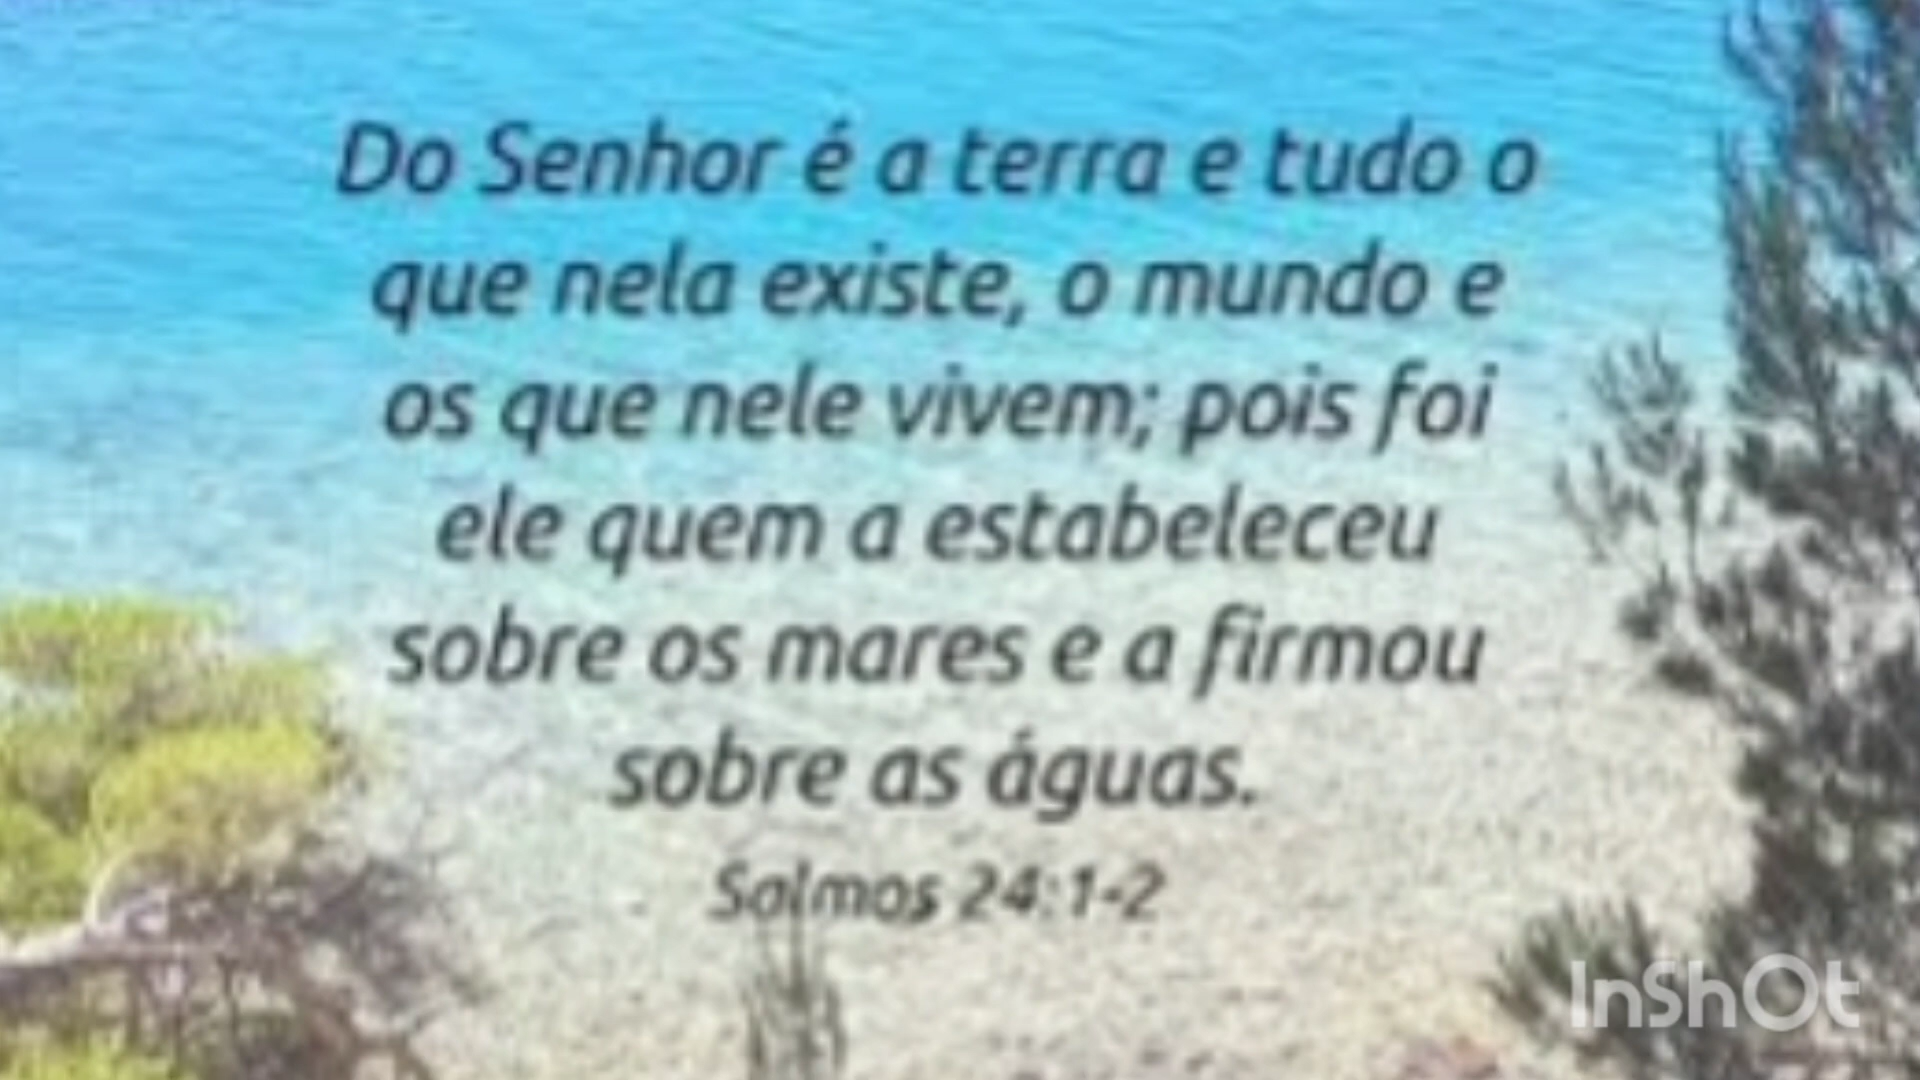 Do Senhor é a terra e tudo o
que nela existe, o mundo e
os que nele vivem; pois foi
ele quem a estabeleceu
sobre os mares e a firmou
sobre as águas.
Salmos 24:1-2
InShOt